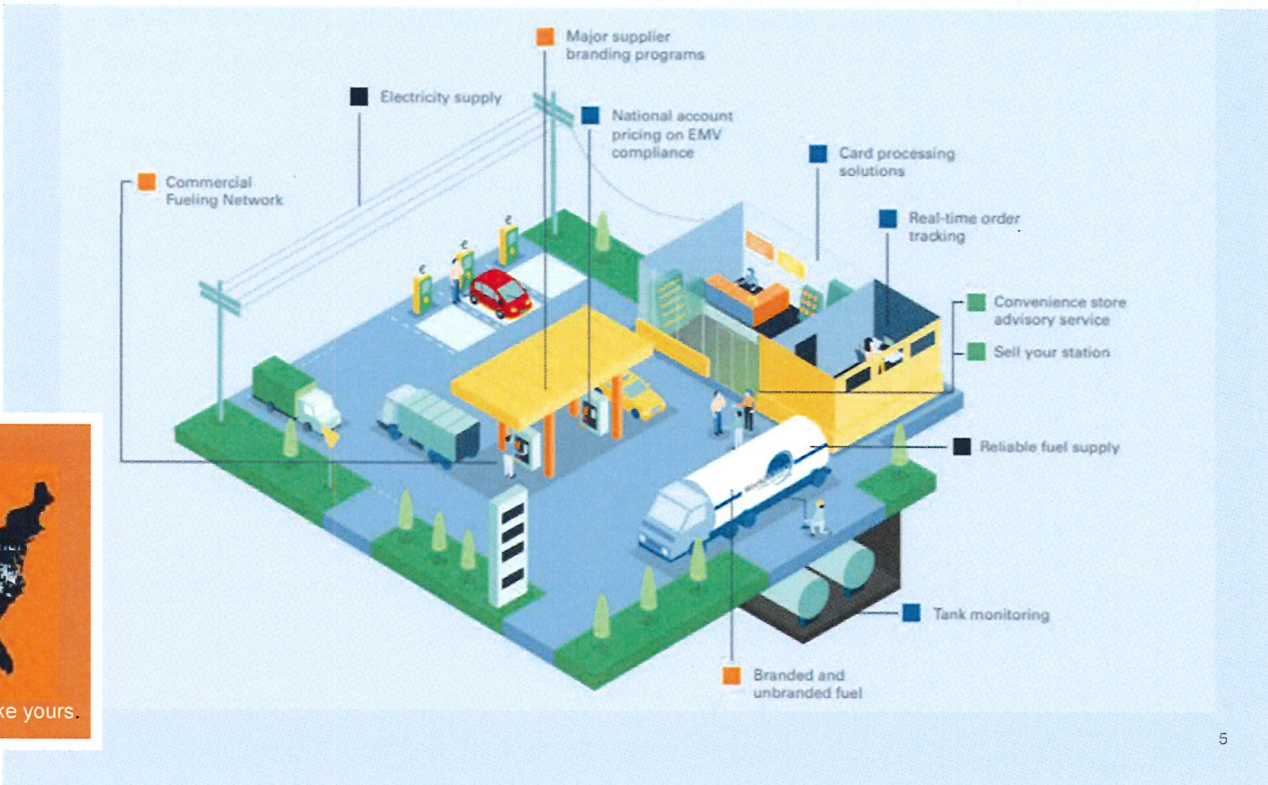 Major supplier
branding programs
Electricity supply
National account
pricing on EMV
compliance
Card processing
solutions
Commercial
Fueling Network
Real-time order
tracking
Convenience store
advisory service
Sell your station
Reliable fuel supply
Tank monitoring
Branded and
unbranded fuel
yours.
5